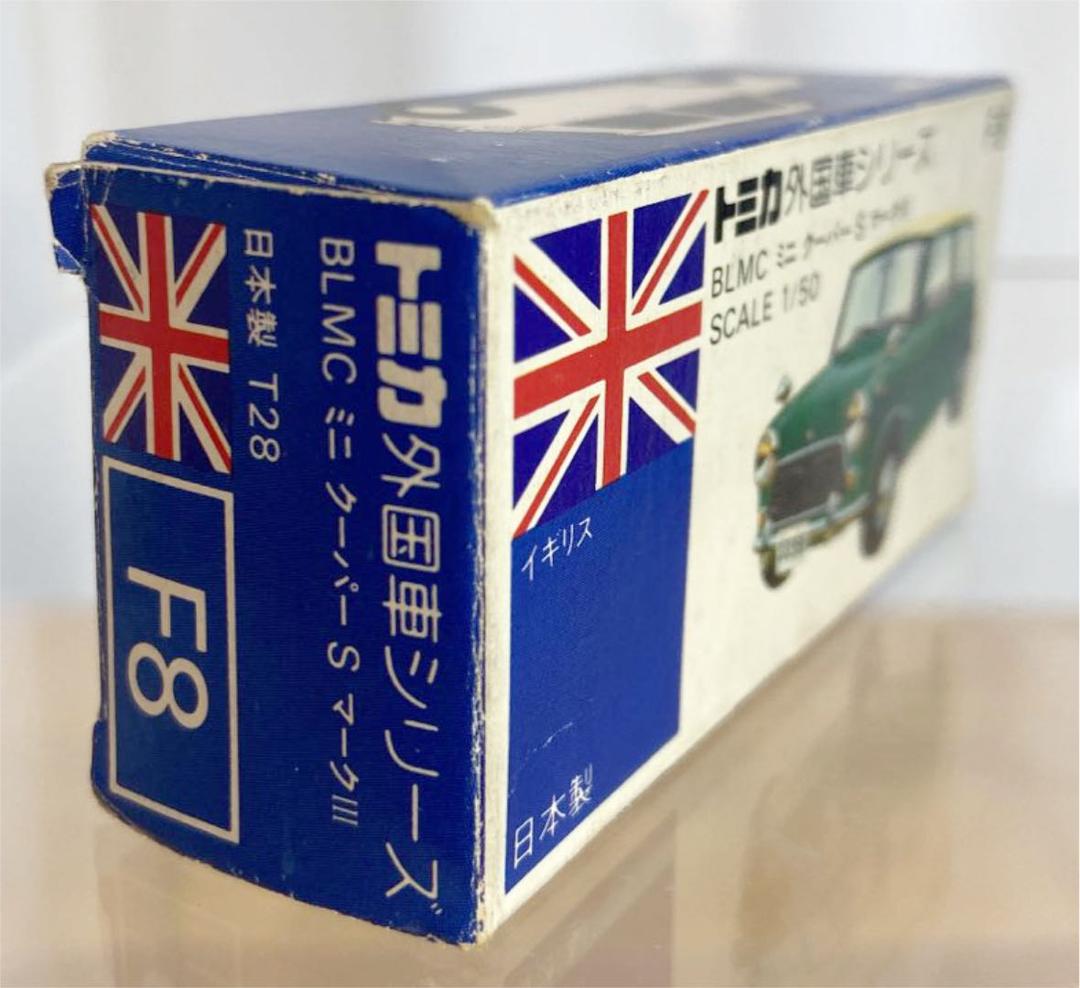 トミカ外国車シリーズ
BLMC ミニ クーパーS マークIII
日本製 T28
F8
トミカ外国車シリーズ
BLMC ミニ クーパーS マークIII
SCALE 1/50
イギリス
日本製